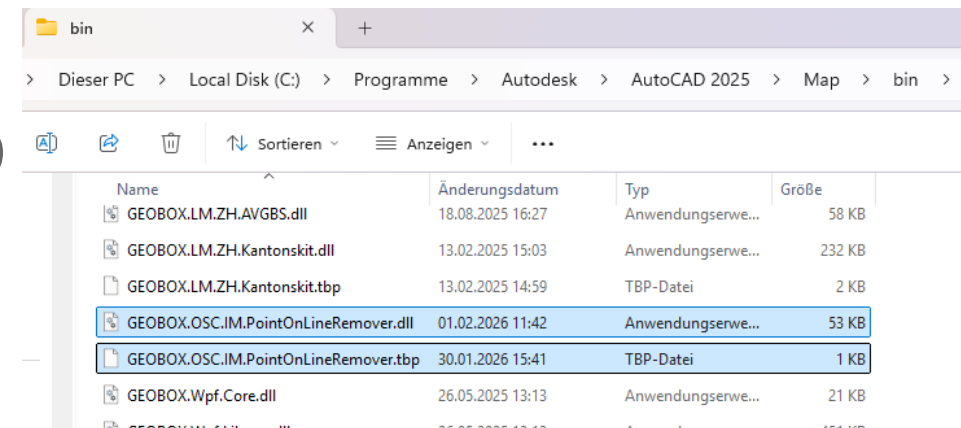 bin
> Dieser PC > Local Disk (C:) > Programme > Autodesk > AutoCAD 2025 > Map > bin >
Sortieren Anzeigen
Name Änderungsdatum Typ Größe
GEOBOX.LM.ZH.AVGBS.dll 18.08.2025 16:27 Anwendungserwe... 58 KB
GEOBOX.LM.ZH.Kantonskit.dll 13.02.2025 15:03 Anwendungserwe... 232 KB
GEOBOX.LM.ZH.Kantonskit.tbp 13.02.2025 14:59 TBP-Datei 2 KB
GEOBOX.OSC.IM.PointOnLineRemover.dll 01.02.2026 11:42 Anwendungserwe... 53 KB
GEOBOX.OSC.IM.PointOnLineRemover.tbp 30.01.2026 15:41 TBP-Datei 1 KB
GEOBOX.Wpf.Core.dll 26.05.2025 13:13 Anwendungserwe... 21 KB